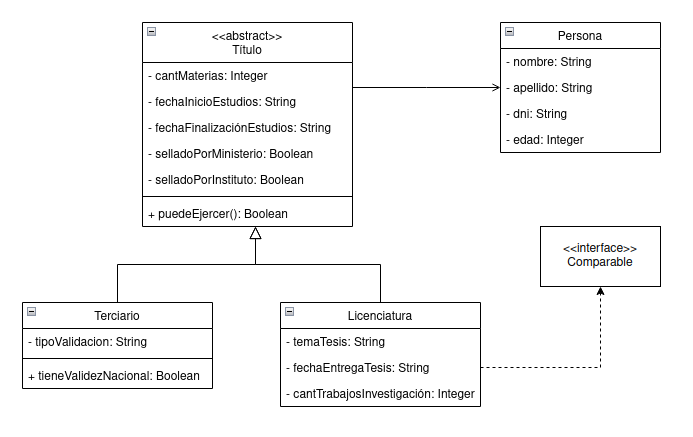 <<abstract>>
Título
- cantMaterias: Integer
- fechaInicioEstudios: String
- fechaFinalizaciónEstudios: String
- selladoPorMinisterio: Boolean
- selladoPorInstituto: Boolean
+ puedeEjercer(): Boolean
Persona
- nombre: String
- apellido: String
- dni: String
- edad: Integer
<<interface>>
Comparable
Terciario
- tipoValidacion: String
+ tieneValidezNacional: Boolean
Licenciatura
- temaTesis: String
- fechaEntregaTesis: String
- cantTrabajosInvestigación: Integer